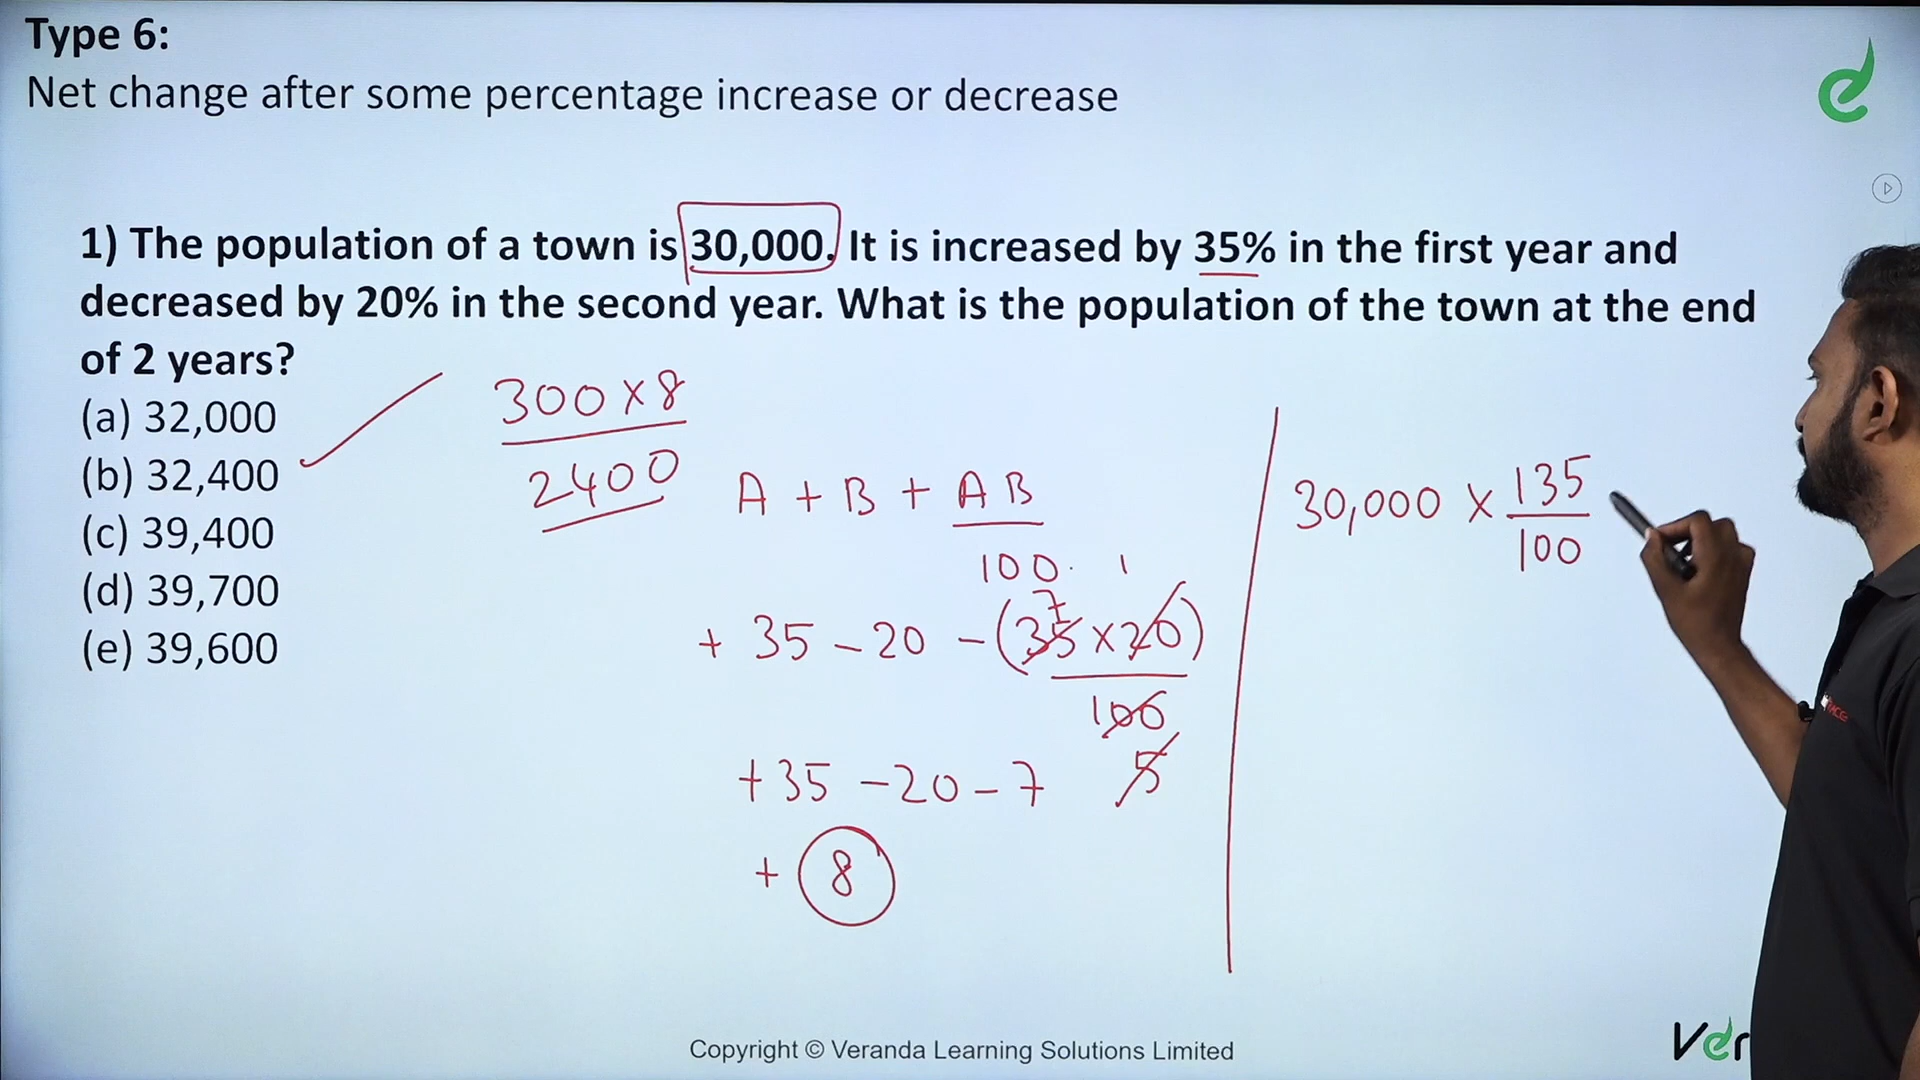 Type 6:
Net change after some percentage increase or decrease
1) The population of a town is 30,000. It is increased by 35% in the first year and
decreased by 20% in the second year. What is the population of the town at the end
of 2 years?
(a) 32,000
(b) 32,400
(c) 39,400
(d) 39,700
(e) 39,600
300 x 8
2400
A + B + AB
100
+ 35 - 20 - (35 x 20)
7
1
100
5
+35 -20 - 7
+ 8
30,000 x 135
100
Copyright © Veranda Learning Solutions Limited
Ver